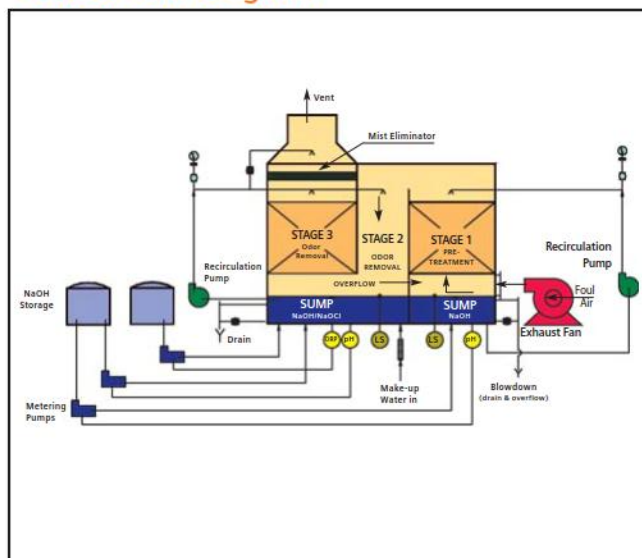 Vent
Mist Eliminator
STAGE 3
Odor
Removal
STAGE 2
ODOR
REMOVAL
STAGE 1
PRE-
TREATMENT
Recirculation
Pump
Recirculation
Pump
OVERFLOW
NaOH
Storage
SUMP
NaOH/NaOCl
SUMP
NaOH
Foul
Air
Exhaust Fan
Drain
ORP
pH
LS
LS
pH
Make-up
Water in
Blowdown
(drain & overflow)
Metering
Pumps